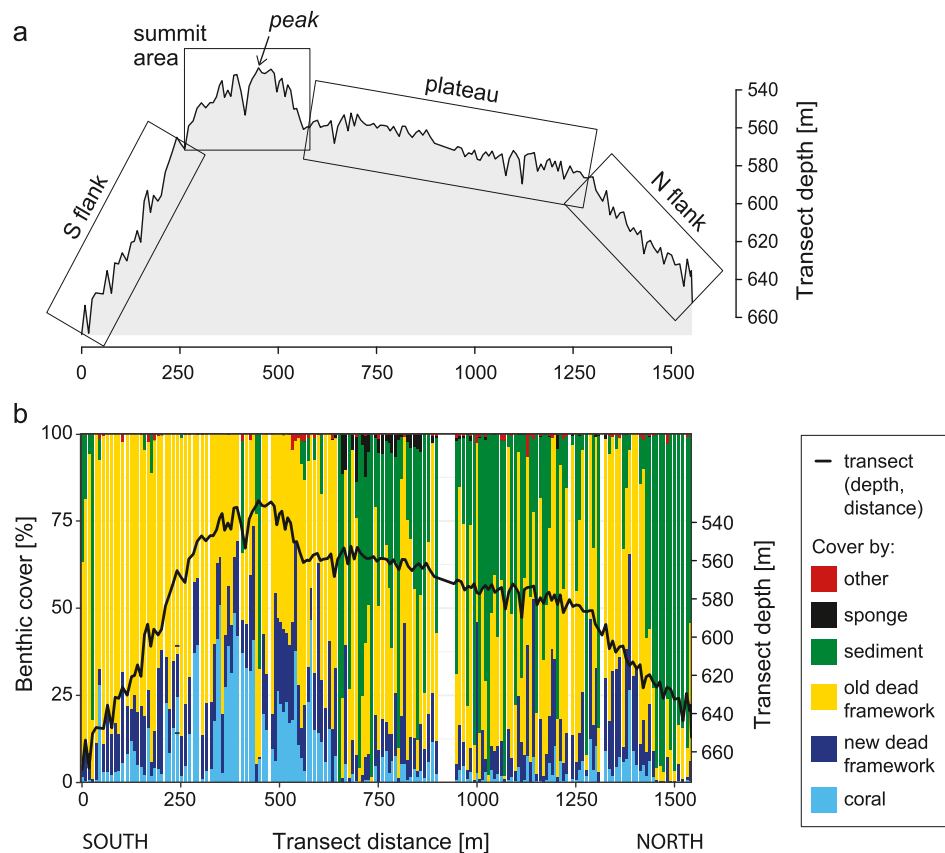 a
summit
area
peak
plateau
S flank
N flank
540
560
580
600
620
640
660
Transect depth [m]
0 250 500 750 1000 1250 1500
b
100
75
50
25
0
Benthic cover [%]
540
560
580
600
620
640
660
Transect depth [m]
0 250 500 750 1000 1250 1500
SOUTH Transect distance [m] NORTH
transect
(depth,
distance)
Cover by:
other
sponge
sediment
old dead
framework
new dead
framework
coral